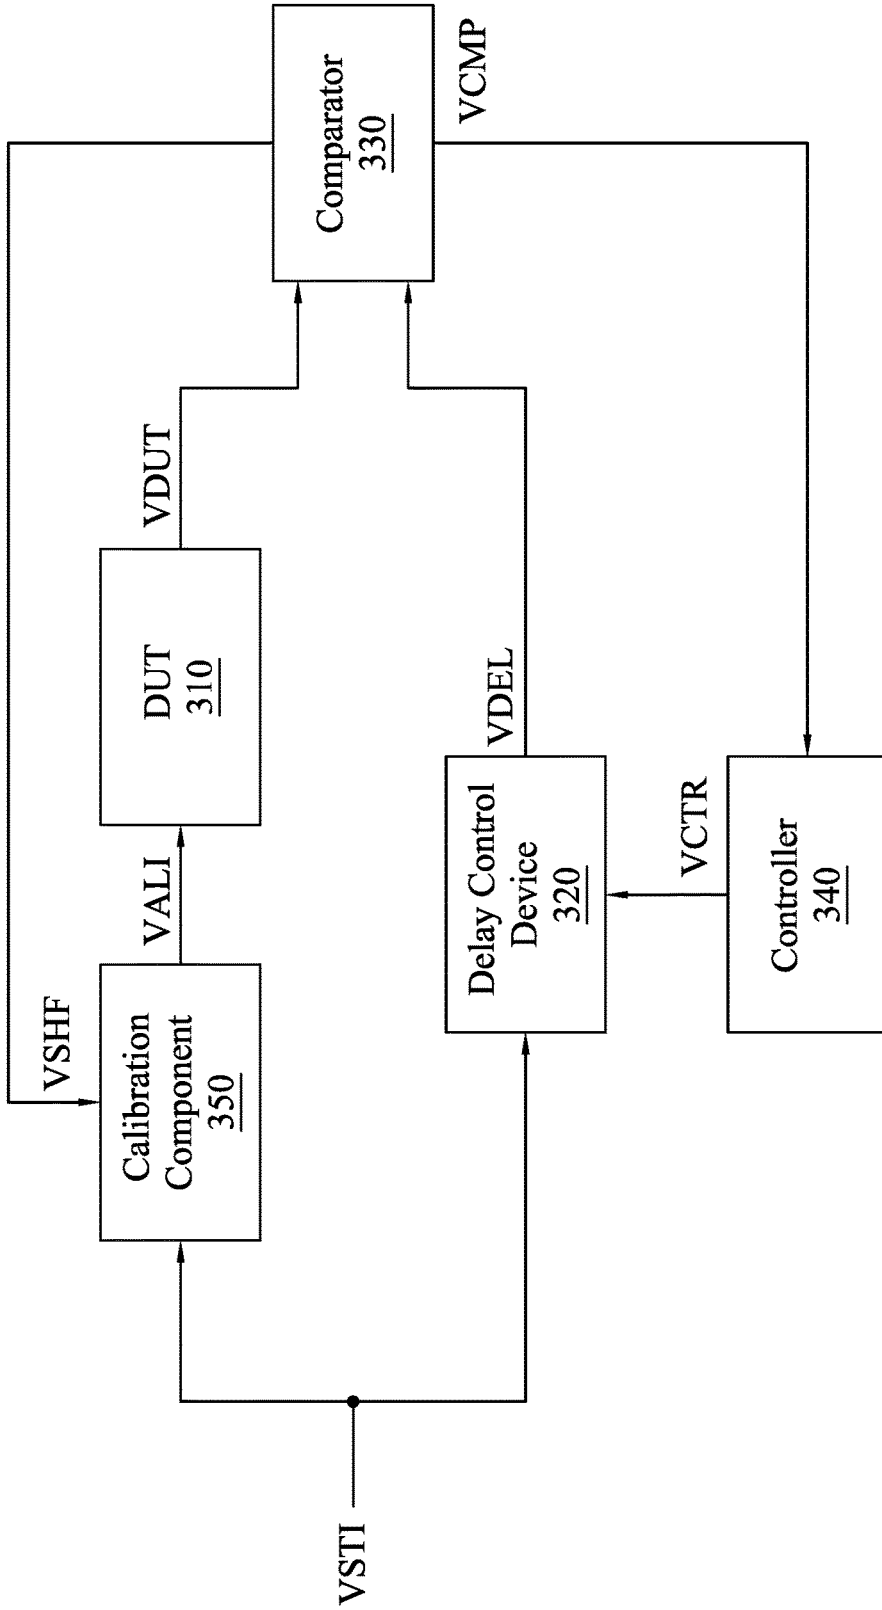 VSHF
Calibration
Component
350
VALI
DUT
310
VDUT
Comparator
330
VCMP
VSTI
Delay Control
Device
320
VDEL
VCTR
Controller
340